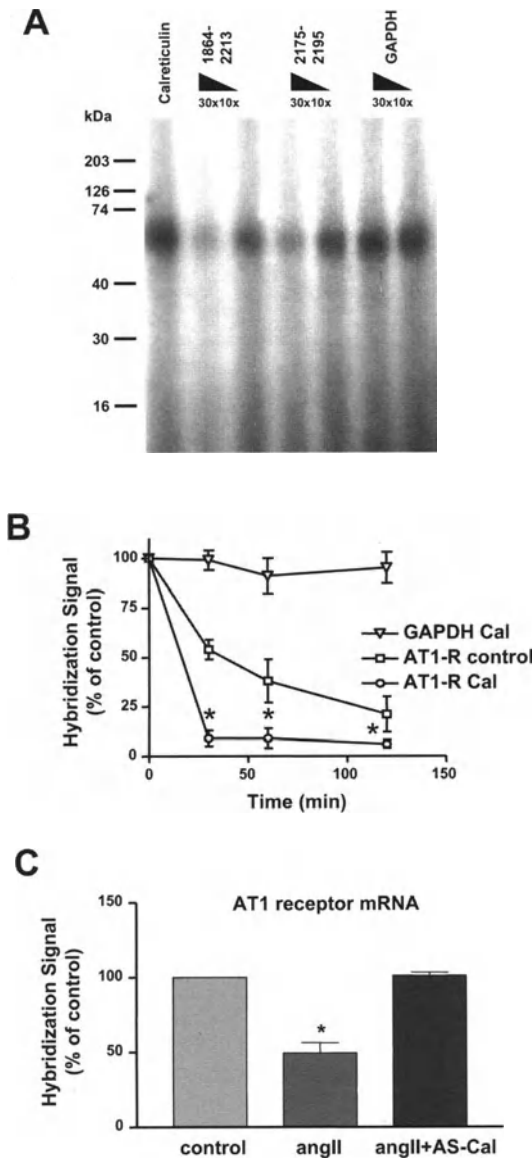 A
Calreticulin
1864-
2213
2175-
2195
GAPDH
30x10x
30x10x
30x10x
kDa
203
126
74
40
30
16
B
Hybridization Signal
(% of control)
100
75
50
25
0
*
*
*
GAPDH Cal
AT1-R control
AT1-R Cal
0
50
100
150
Time (min)
C
AT1 receptor mRNA
Hybridization Signal
(% of control)
150
100
50
0
*
control
angII
angII+AS-Cal